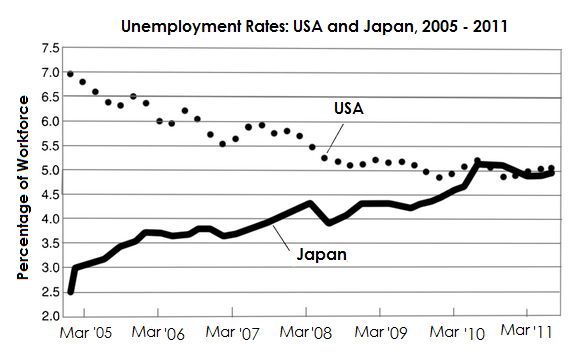 Unemployment Rates: USA and Japan, 2005 - 2011
Percentage of Workforce
7.5
7.0
6.5
6.0
5.5
5.0
4.5
4.0
3.5
3.0
2.5
2.0
USA
Japan
Mar '05 Mar '06 Mar '07 Mar '08 Mar '09 Mar '10 Mar '11